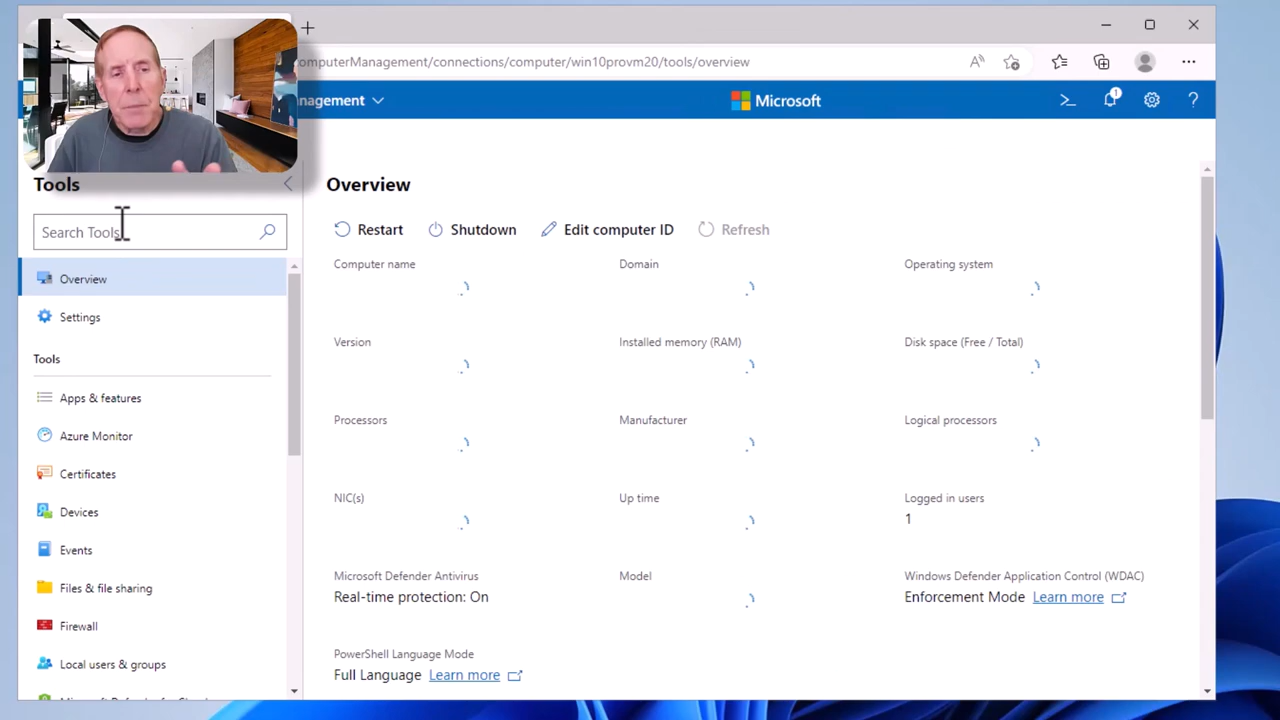 omputerManagement/connections/computer/win10provm20/tools/overview
nagement
Microsoft
1
Tools
Search Tools
Overview
Settings
Tools
Apps & features
Azure Monitor
Certificates
Devices
Events
Files & file sharing
Firewall
Local users & groups
Overview
Restart
Shutdown
Edit computer ID
Refresh
Computer name
Domain
Operating system
Version
Installed memory (RAM)
Disk space (Free / Total)
Processors
Manufacturer
Logical processors
NIC(s)
Up time
Logged in users
1
Microsoft Defender Antivirus
Model
Windows Defender Application Control (WDAC)
Real-time protection: On
Enforcement Mode Learn more
PowerShell Language Mode
Full Language Learn more